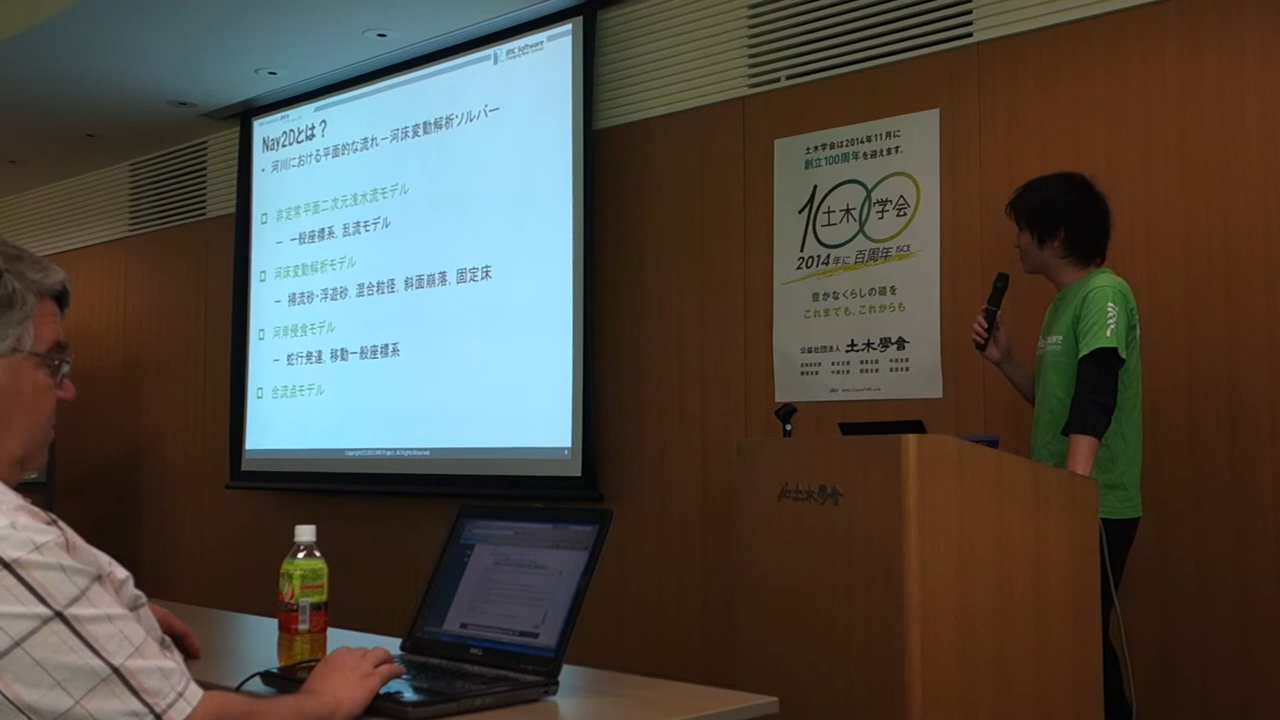 iRIC Software
Changing River Science
Nay2Dとは？
• 河川における平面的な流れ－河床変動解析ソルバー
非定常平面二次元浅水流モデル
－ 一般座標系, 乱流モデル
河床変動解析モデル
－ 掃流砂・浮遊砂, 混合粒径, 斜面崩落, 固定床
河岸侵食モデル
－ 蛇行発達, 移動一般座標系
合流点モデル
土木学会は2014年11月に
創立100周年を迎えます。
100
土木学会
2014年に百周年 JSCE
豊かなくらしの礎を
これまでも、これからも
公益社団法人 土木學會
土木學會
DELL